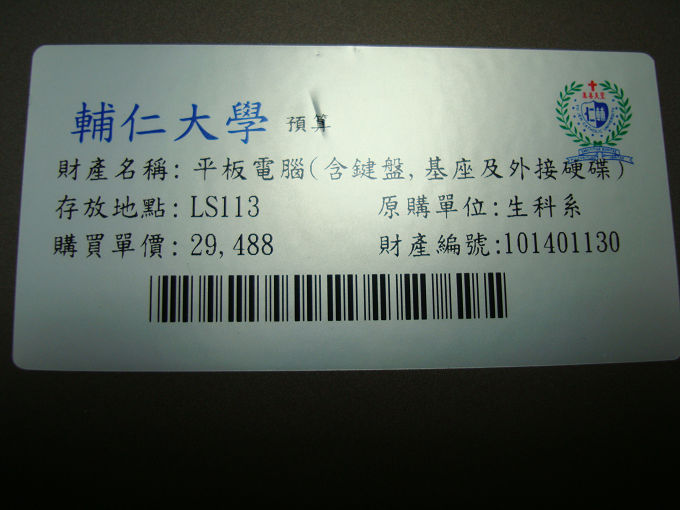 輔仁大學 預算
財產名稱: 平板電腦(含鍵盤, 基座及外接硬碟)
存放地點: LS113 原購單位:生科系
購買單價: 29,488 財產編號:101401130